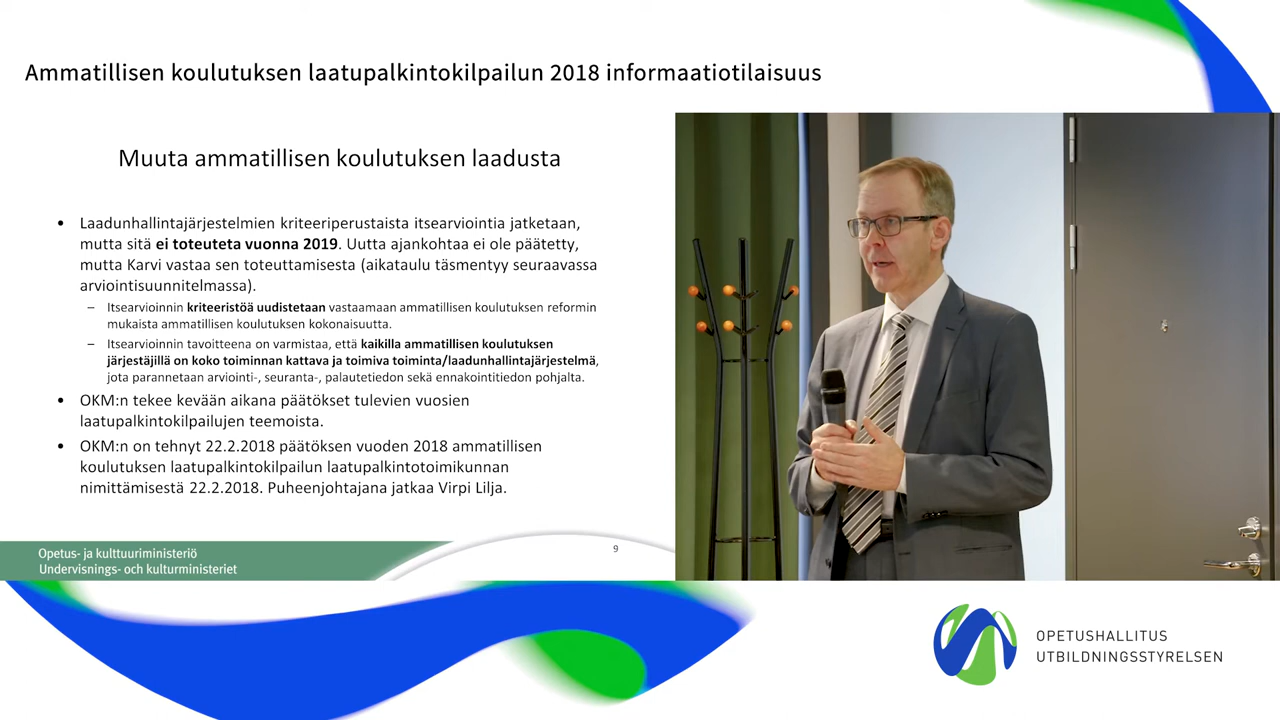 Ammatillisen koulutuksen laatupalkintokilpailun 2018 informaatiotilaisuus
Muuta ammatillisen koulutuksen laadusta
• Laadunhallintajärjestelmien kriteeriperustaista itsearviointia jatketaan,
mutta sitä ei toteuteta vuonna 2019. Uutta ajankohtaa ei ole päätetty,
mutta Karvi vastaa sen toteuttamisesta (aikataulu täsmentyy seuraavassa
arviointisuunnitelmassa).
– Itsearvioinnin kriteeristöä uudistetaan vastaamaan ammatillisen koulutuksen reformin
mukaista ammatillisen koulutuksen kokonaisuutta.
– Itsearvioinnin tavoitteena on varmistaa, että kaikilla ammatillisen koulutuksen
järjestäjillä on koko toiminnan kattava ja toimiva toiminta/laadunhallintajärjestelmä,
jota parannetaan arviointi-, seuranta-, palautetiedon sekä ennakointitiedon pohjalta.
• OKM:n tekee kevään aikana päätökset tulevien vuosien
laatupalkintokilpailujen teemoista.
• OKM:n on tehnyt 22.2.2018 päätöksen vuoden 2018 ammatillisen
koulutuksen laatupalkintokilpailun laatupalkintotoimikunnan
nimittämisestä 22.2.2018. Puheenjohtajana jatkaa Virpi Lilja.
Opetus- ja kulttuuriministeriö
Undervisnings- och kulturministeriet
9
OPETUSHALLITUS
UTBILDNINGSSTYRELSEN